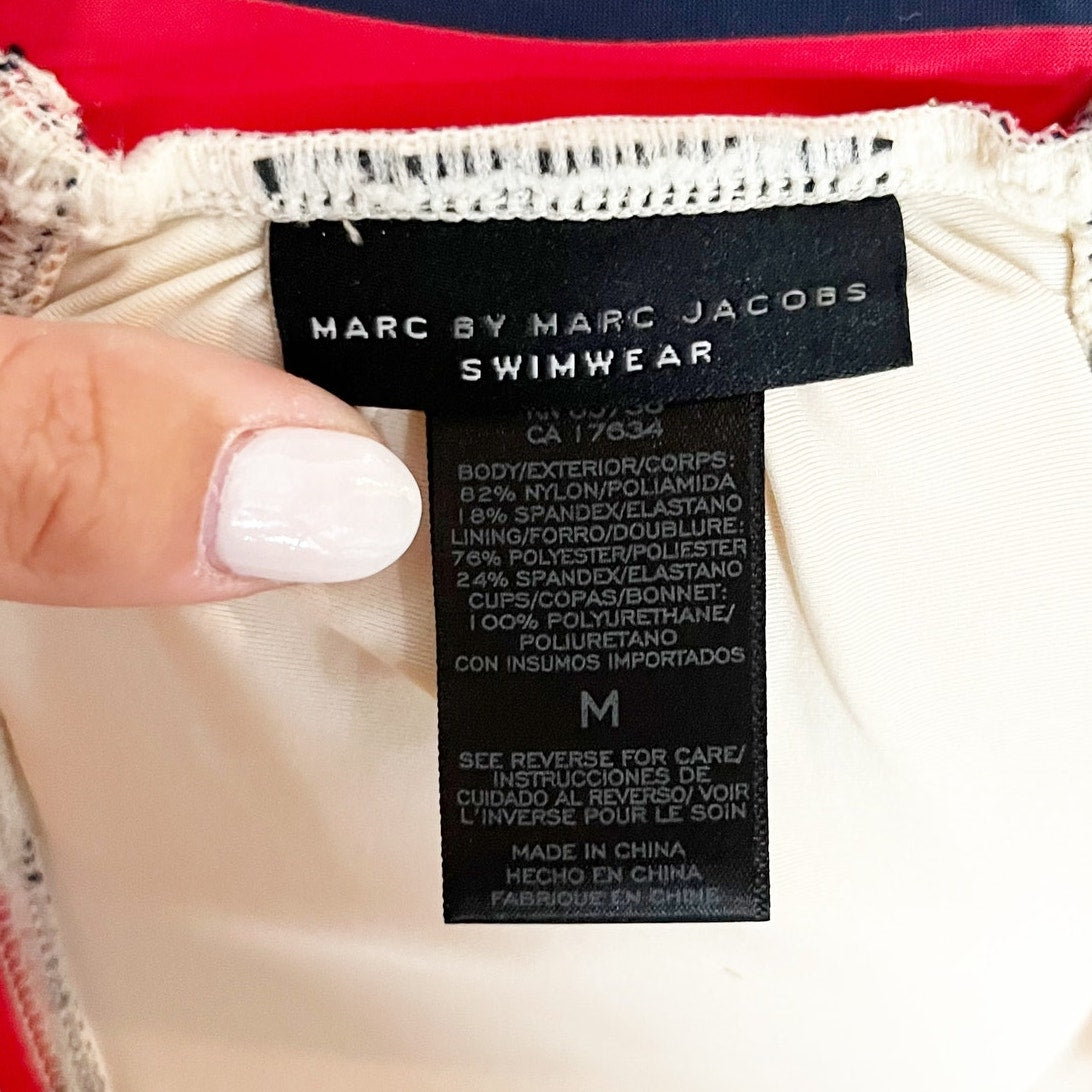 MARC BY MARC JACOBS
SWIMWEAR
CA 17634
BODY/EXTERIOR/CORPS:
82% NYLON/POLIAMIDA
18% SPANDEX/ELASTANO
LINING/FORRO/DOUBLURE:
76% POLYESTER/POLIESTER
24% SPANDEX/ELASTANO
CUPS/COPAS/BONNET:
100% POLYURETHANE/
POLIURETANO
CON INSUMOS IMPORTADOS
M
SEE REVERSE FOR CARE/
INSTRUCCIONES DE
CUIDADO AL REVERSO/ VOIR
L'INVERSE POUR LE SOIN
MADE IN CHINA
HECHO EN CHINA
FABRIQUE EN CHINE